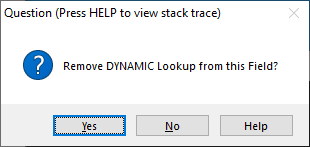 Question (Press HELP to view stack trace)
Remove DYNAMIC Lookup from this Field?
Yes No Help